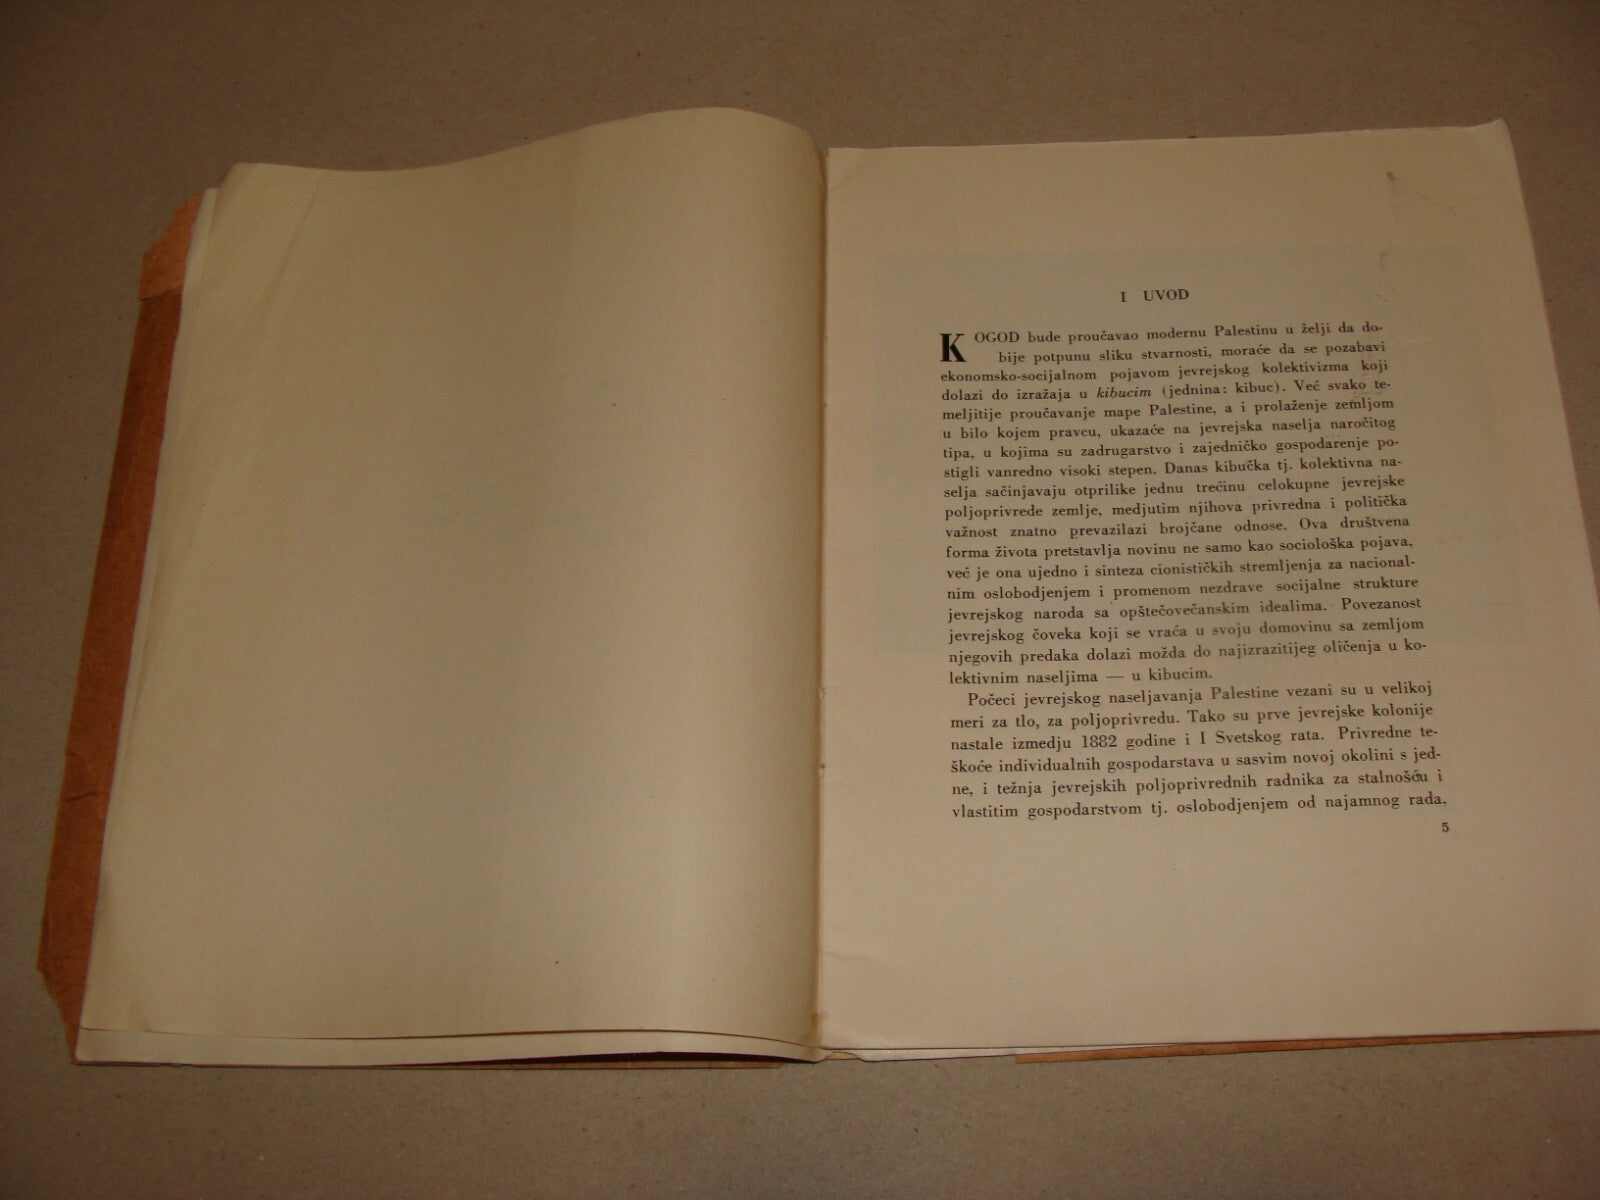 I UVOD
KOGOD bude proučavao modernu Palestinu u želji da do-
bije potpunu sliku stvarnosti, moraće da se pozabavi
ekonomsko-socijalnom pojavom jevrejskog kolektivizma koji
dolazi do izražaja u kibucim (jednina: kibuc). Već svako te-
meljitije proučavanje mape Palestine, a i prolaženje zemljom
u bilo kojem pravcu, ukazaće na jevrejska naselja naročitog
tipa, u kojima su zadrugarstvo i zajedničko gospodarenje po-
stigli vanredno visoki stepen. Danas kibučka tj. kolektivna na-
selja sačinjavaju otprilike jednu trećinu celokupne jevrejske
poljoprivrede zemlje, medjutim njihova privredna i politička
važnost znatno prevazilazi brojčane odnose. Ova društvena
forma života pretstavlja novinu ne samo kao sociološka pojava,
već je ona ujedno i sinteza cionističkih stremljenja za nacional-
nim oslobodjenjem i promenom nezdrave socijalne strukture
jevrejskog naroda sa opštečovečanskim idealima. Povezanost
jevrejskog čoveka koji se vraća u svoju domovinu sa zemljom
njegovih predaka dolazi možda do najizrazitijeg oličenja u ko-
lektivnim naseljima — u kibucim.
Počeci jevrejskog naseljavanja Palestine vezani su u velikoj
meri za tlo, za poljoprivredu. Tako su prve jevrejske kolonije
nastale izmedju 1882 godine i I Svetskog rata. Privredne te-
škoće individualnih gospodarstava u sasvim novoj okolini s jed-
ne, i težnja jevrejskih poljoprivrednih radnika za stalnošću i
vlastitim gospodarstvom tj. oslobodjenjem od najamnog rada,
5